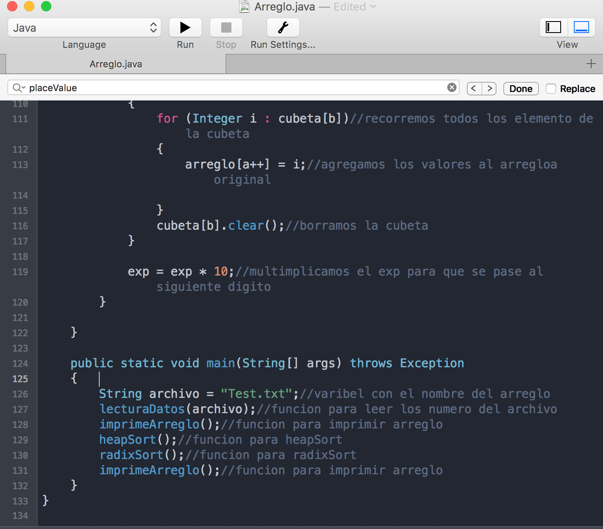 Arreglo.java — Edited
Java
Language
Run
Stop
Run Settings...
View
Arreglo.java
placeValue
Done
Replace
110 {
111 for (Integer i : cubeta[b])//recorremos todos los elemento de
la cubeta
112 {
113 arreglo[a++] = i;//agregamos los valores al arregloa
original
114
115 }
116 cubeta[b].clear();//borramos la cubeta
117 }
118
119 exp = exp * 10;//multimplicamos el exp para que se pase al
siguiente digito
120 }
121
122 }
123
124 public static void main(String[] args) throws Exception
125 {
126 String archivo = "Test.txt";//varibel con el nombre del arreglo
127 lecturaDatos(archivo);//funcion para leer los numero del archivo
128 imprimeArreglo();//funcion para imprimir arreglo
129 heapSort();//funcion para heapSort
130 radixSort();//funcion para radixSort
131 imprimeArreglo();//funcion para imprimir arreglo
132 }
133 }
134